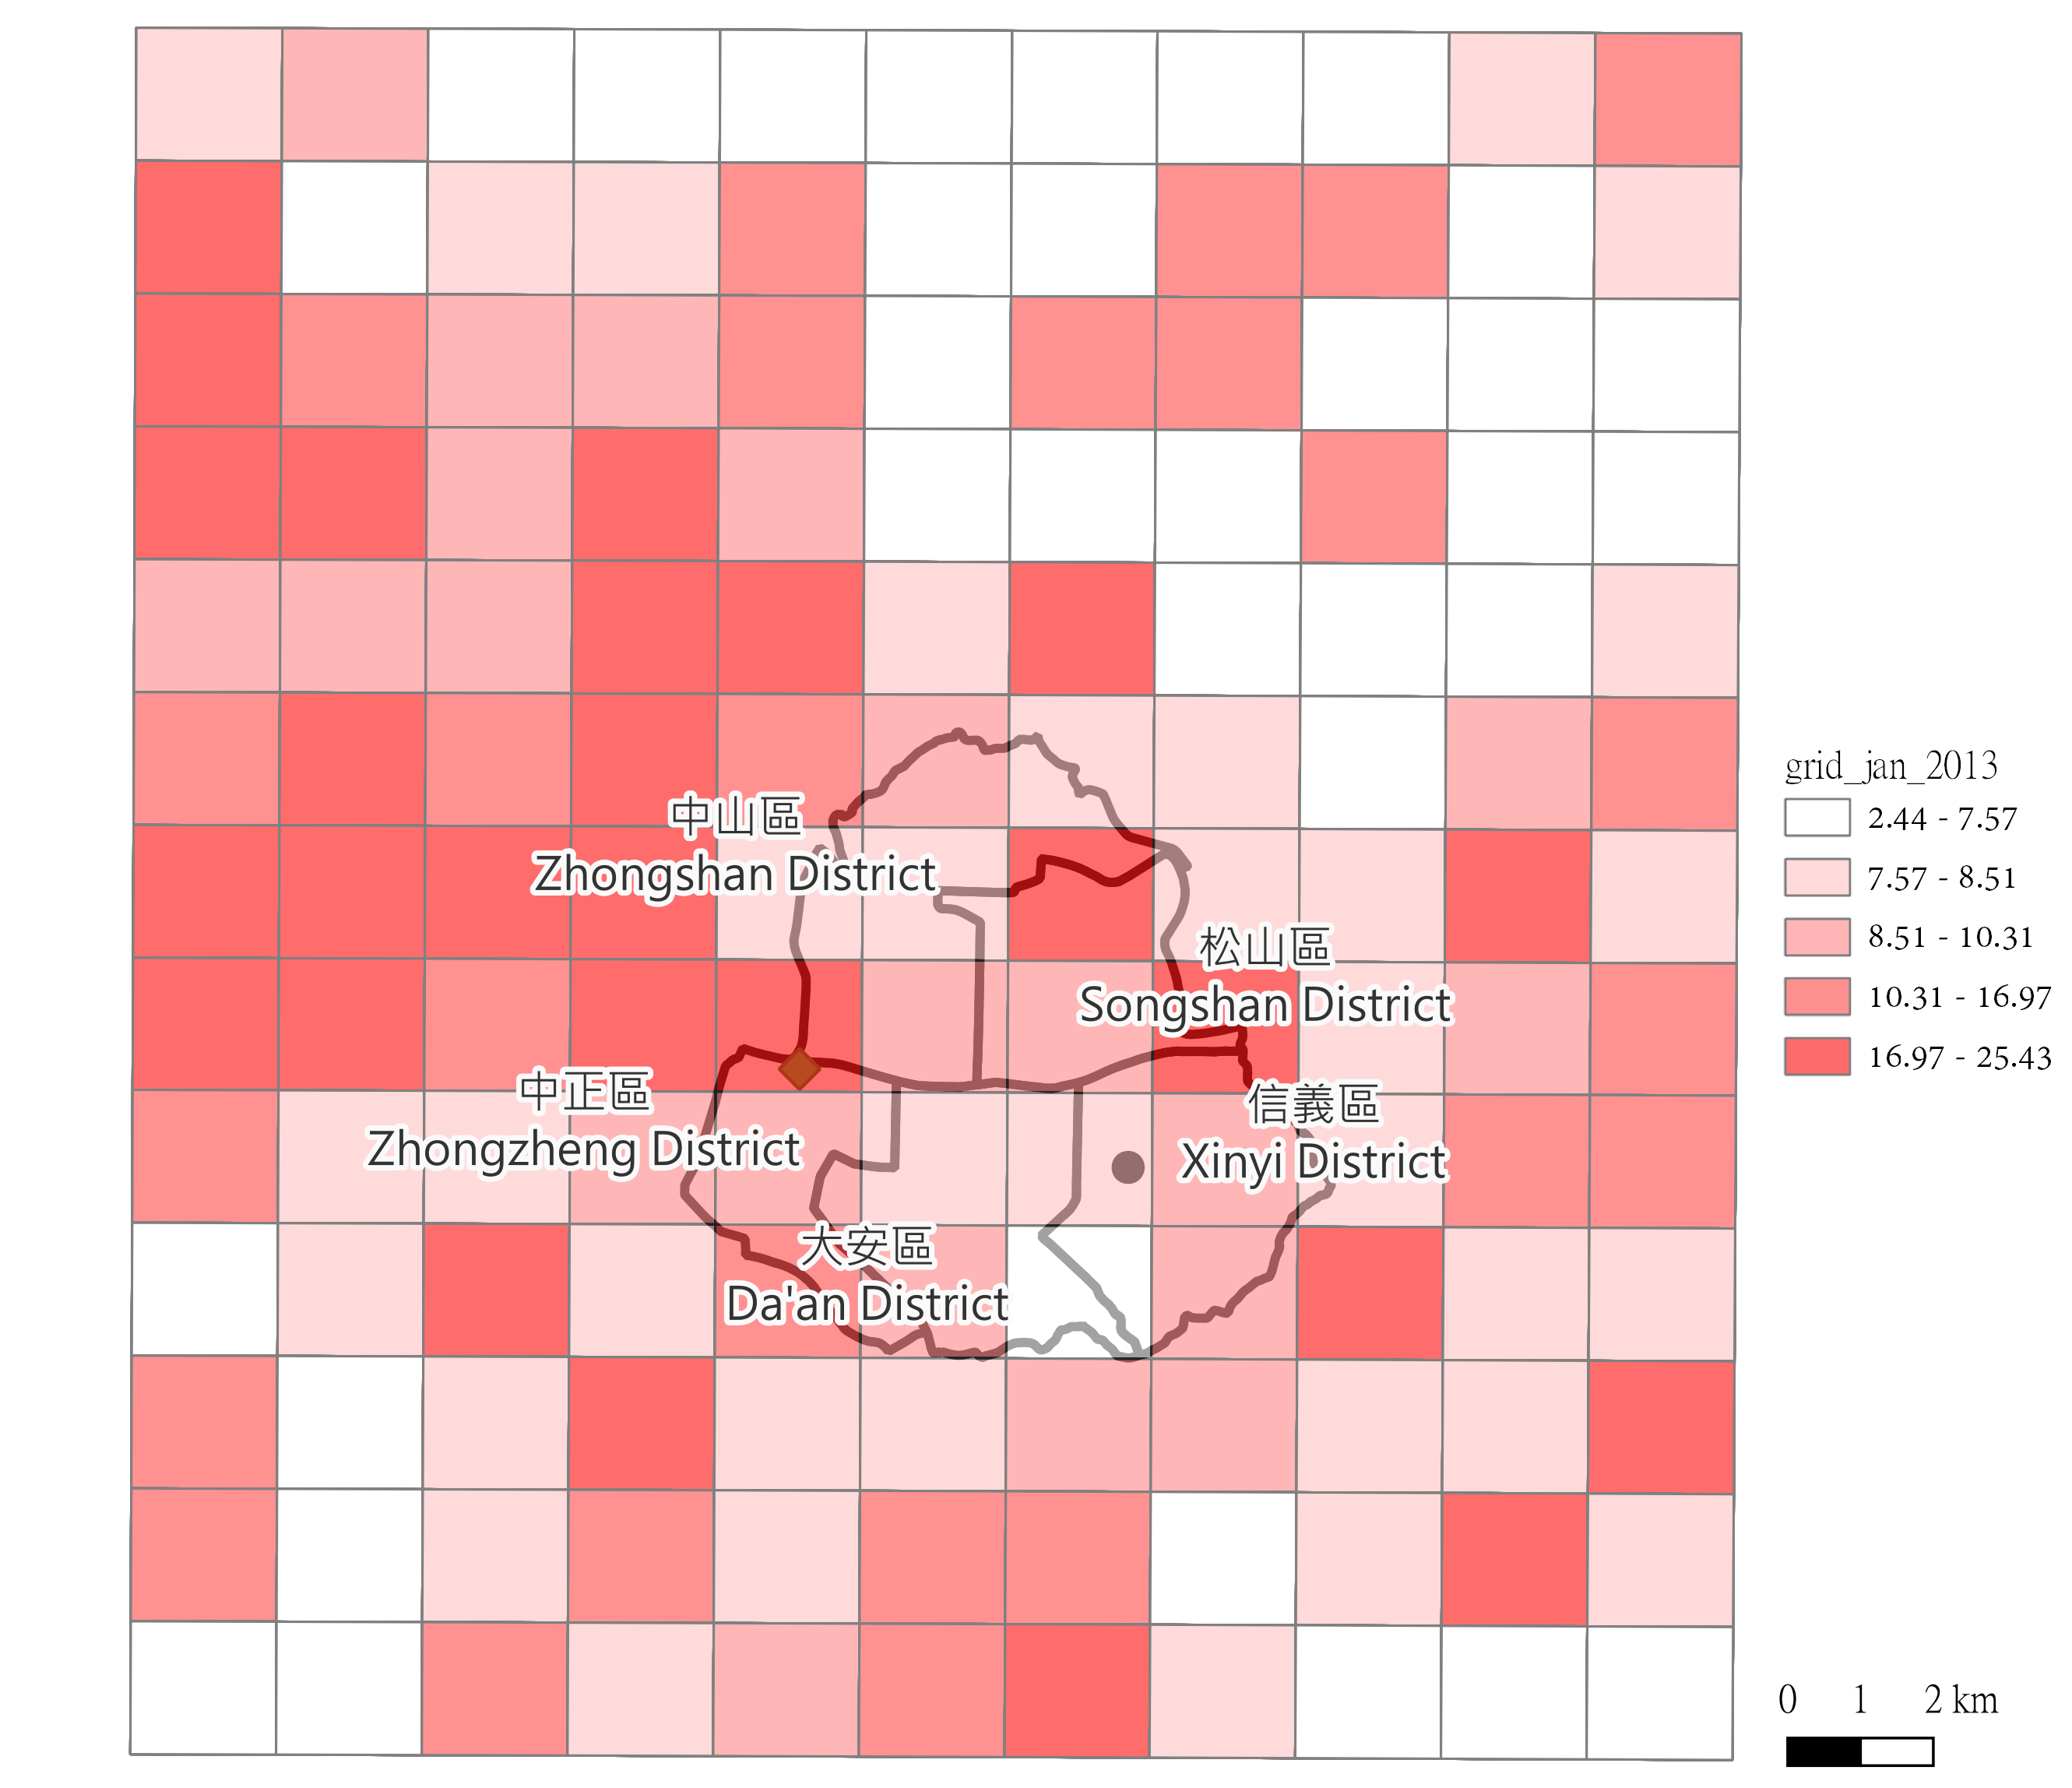 中山區
Zhongshan District
松山區
Songshan District
中正區
Zhongzheng District
信義區
Xinyi District
大安區
Da'an District
grid_jan_2013
2.44 - 7.57
7.57 - 8.51
8.51 - 10.31
10.31 - 16.97
16.97 - 25.43
0 1 2 km